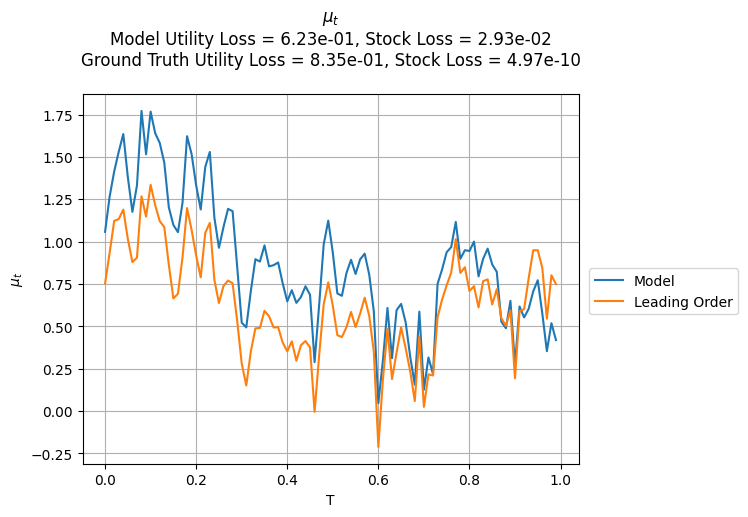 μₜ
Model Utility Loss = 6.23e-01, Stock Loss = 2.93e-02
Ground Truth Utility Loss = 8.35e-01, Stock Loss = 4.97e-10
1.75
1.50
1.25
1.00
0.75
0.50
0.25
0.00
−0.25
μₜ
0.0 0.2 0.4 0.6 0.8 1.0
T
Model
Leading Order